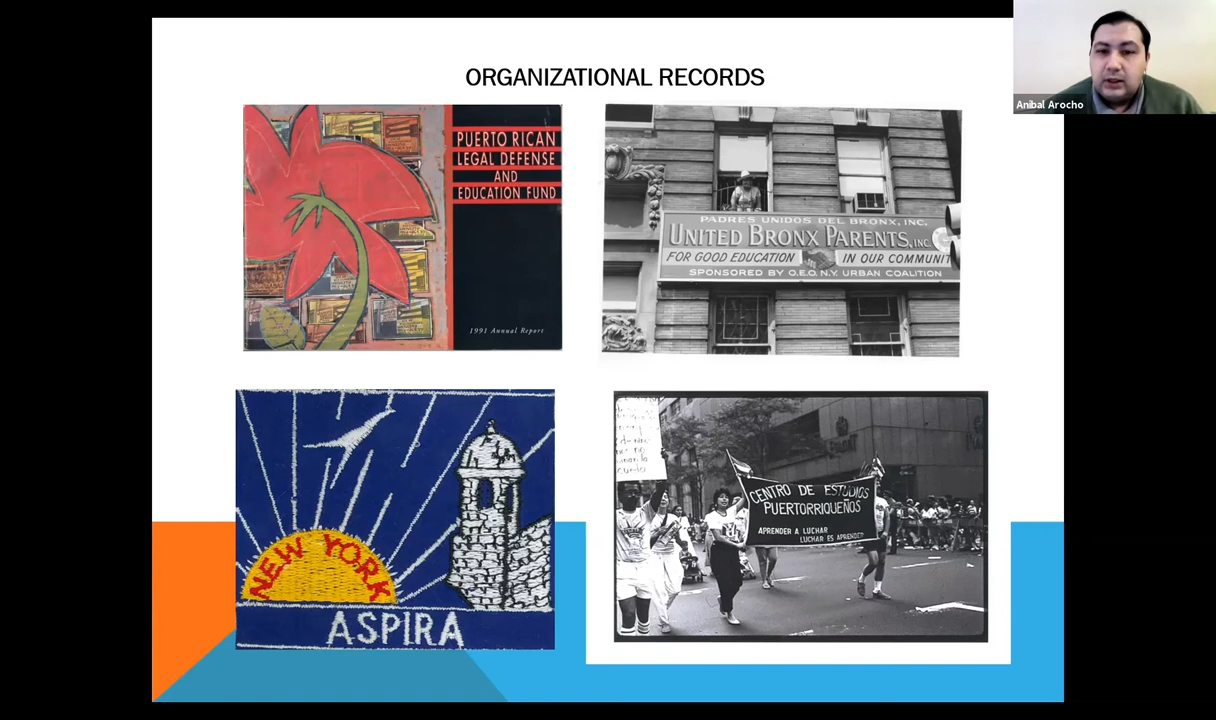 ORGANIZATIONAL RECORDS
Anibal Arocho
PUERTO RICAN
LEGAL DEFENSE
AND
EDUCATION FUND
1991 Annual Report
PADRES UNIDOS DEL BRONX, INC.
UNITED BRONX PARENTS, INC
FOR GOOD EDUCATION IN OUR COMMUNIT
SPONSORED BY O.E.O. N.Y. URBAN COALITION
NEW YORK
ASPIRA
CENTRO DE ESTUDIOS
PUERTORRIQUEÑOS
APRENDER A LUCHAR
LUCHAR ES APRENDER